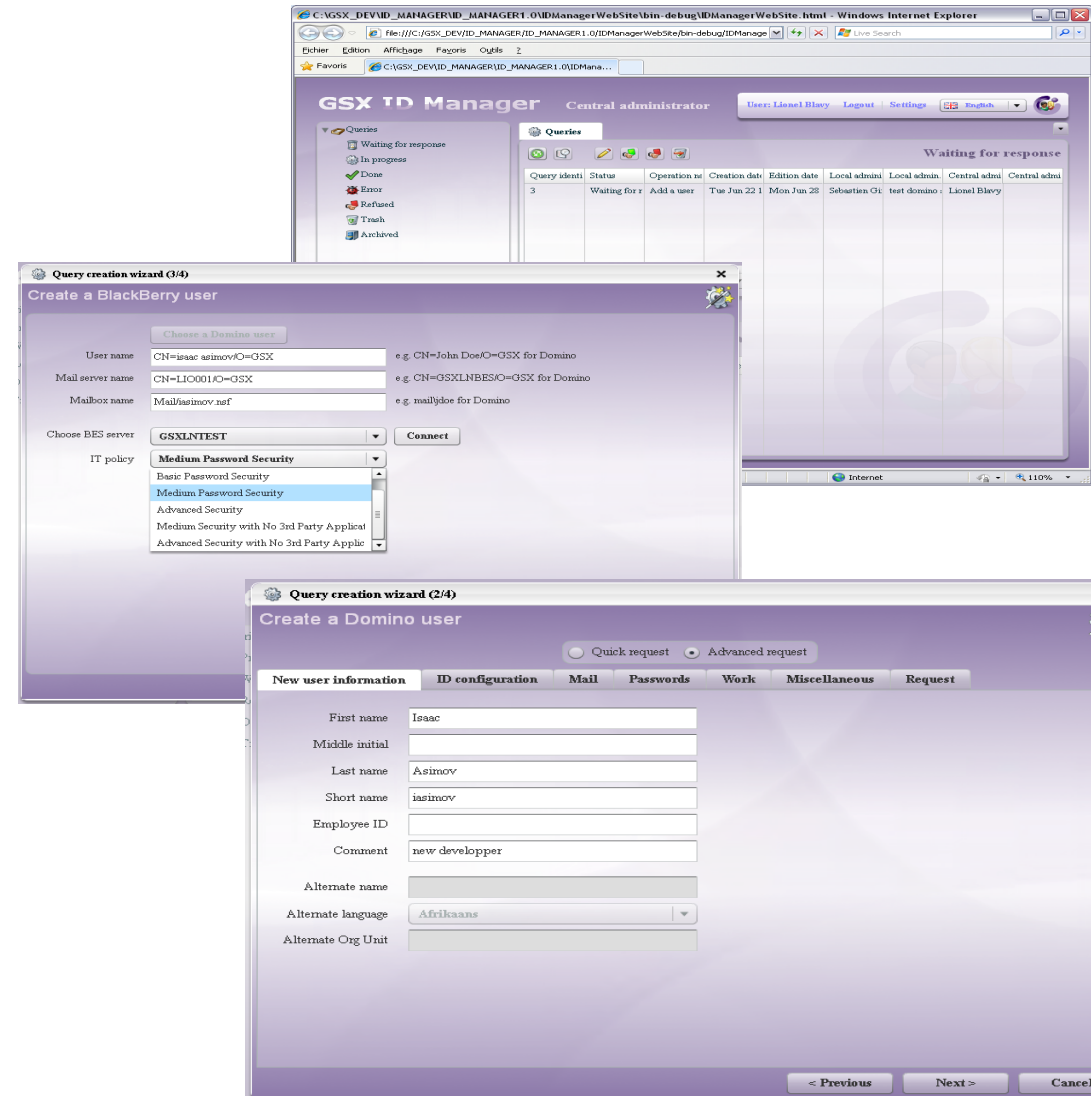 C:\GSX_DEV\ID_MANAGER\ID_MANAGER1.0\IDManagerWebSite\bin-debug\IDManagerWebSite.html - Windows Internet Explorer
file:///C:/GSX_DEV/ID_MANAGER/ID_MANAGER1.0/IDManagerWebSite/bin-debug/IDManage
Live Search
Fichier Edition Affichage Favoris Outils ?
Favoris C:\GSX_DEV\ID_MANAGER\ID_MANAGER1.0\IDMana...
GSX ID Manager Central administrator User: Lionel Blavy Logout Settings English
Queries
Waiting for response
In progress
Done
Error
Refused
Trash
Archived
Queries
Waiting for response
Query identi Status Operation na Creation date Edition date Local admini Local admin. Central admi Central admi
3 Waiting for r Add a user Tue Jun 22 1 Mon Jun 28 Sebastien Gi test domino Lionel Blavy
Internet 110%
Query creation wizard (3/4)
Create a BlackBerry user
Choose a Domino user
User name CN=isaac asimov/O=GSX e.g. CN=John Doe/O=GSX for Domino
Mail server name CN=LIO001/O=GSX e.g. CN=GSXLNBES/O=GSX for Domino
Mailbox name Mail/iasimov.nsf e.g. mail\jdoe for Domino
Choose BES server GSXLNTEST Connect
IT policy Medium Password Security
Basic Password Security
Medium Password Security
Advanced Security
Medium Security with No 3rd Party Applicat
Advanced Security with No 3rd Party Applic
Query creation wizard (2/4)
Create a Domino user
Quick request Advanced request
New user information ID configuration Mail Passwords Work Miscellaneous Request
First name Isaac
Middle initial
Last name Asimov
Short name iasimov
Employee ID
Comment new developper
Alternate name
Alternate language Afrikaans
Alternate Org Unit
< Previous Next > Cancel